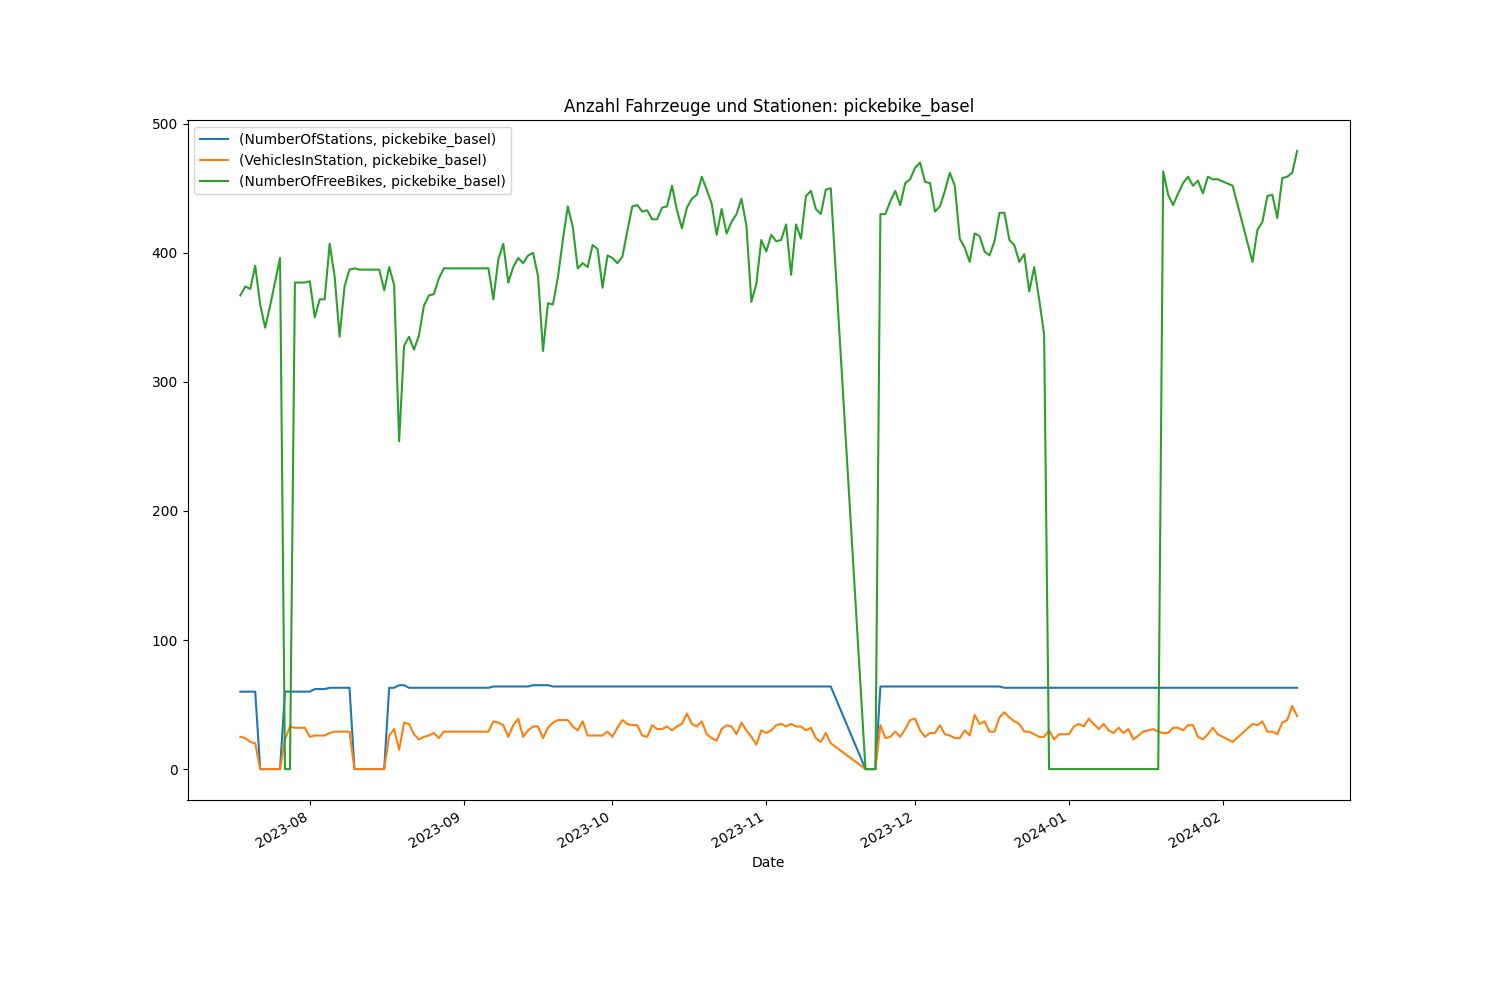 Anzahl Fahrzeuge und Stationen: pickebike_basel
(NumberOfStations, pickebike_basel)
(VehiclesInStation, pickebike_basel)
(NumberOfFreeBikes, pickebike_basel)
500
400
300
200
100
0
2023-08
2023-09
2023-10
2023-11
2023-12
2024-01
2024-02
Date